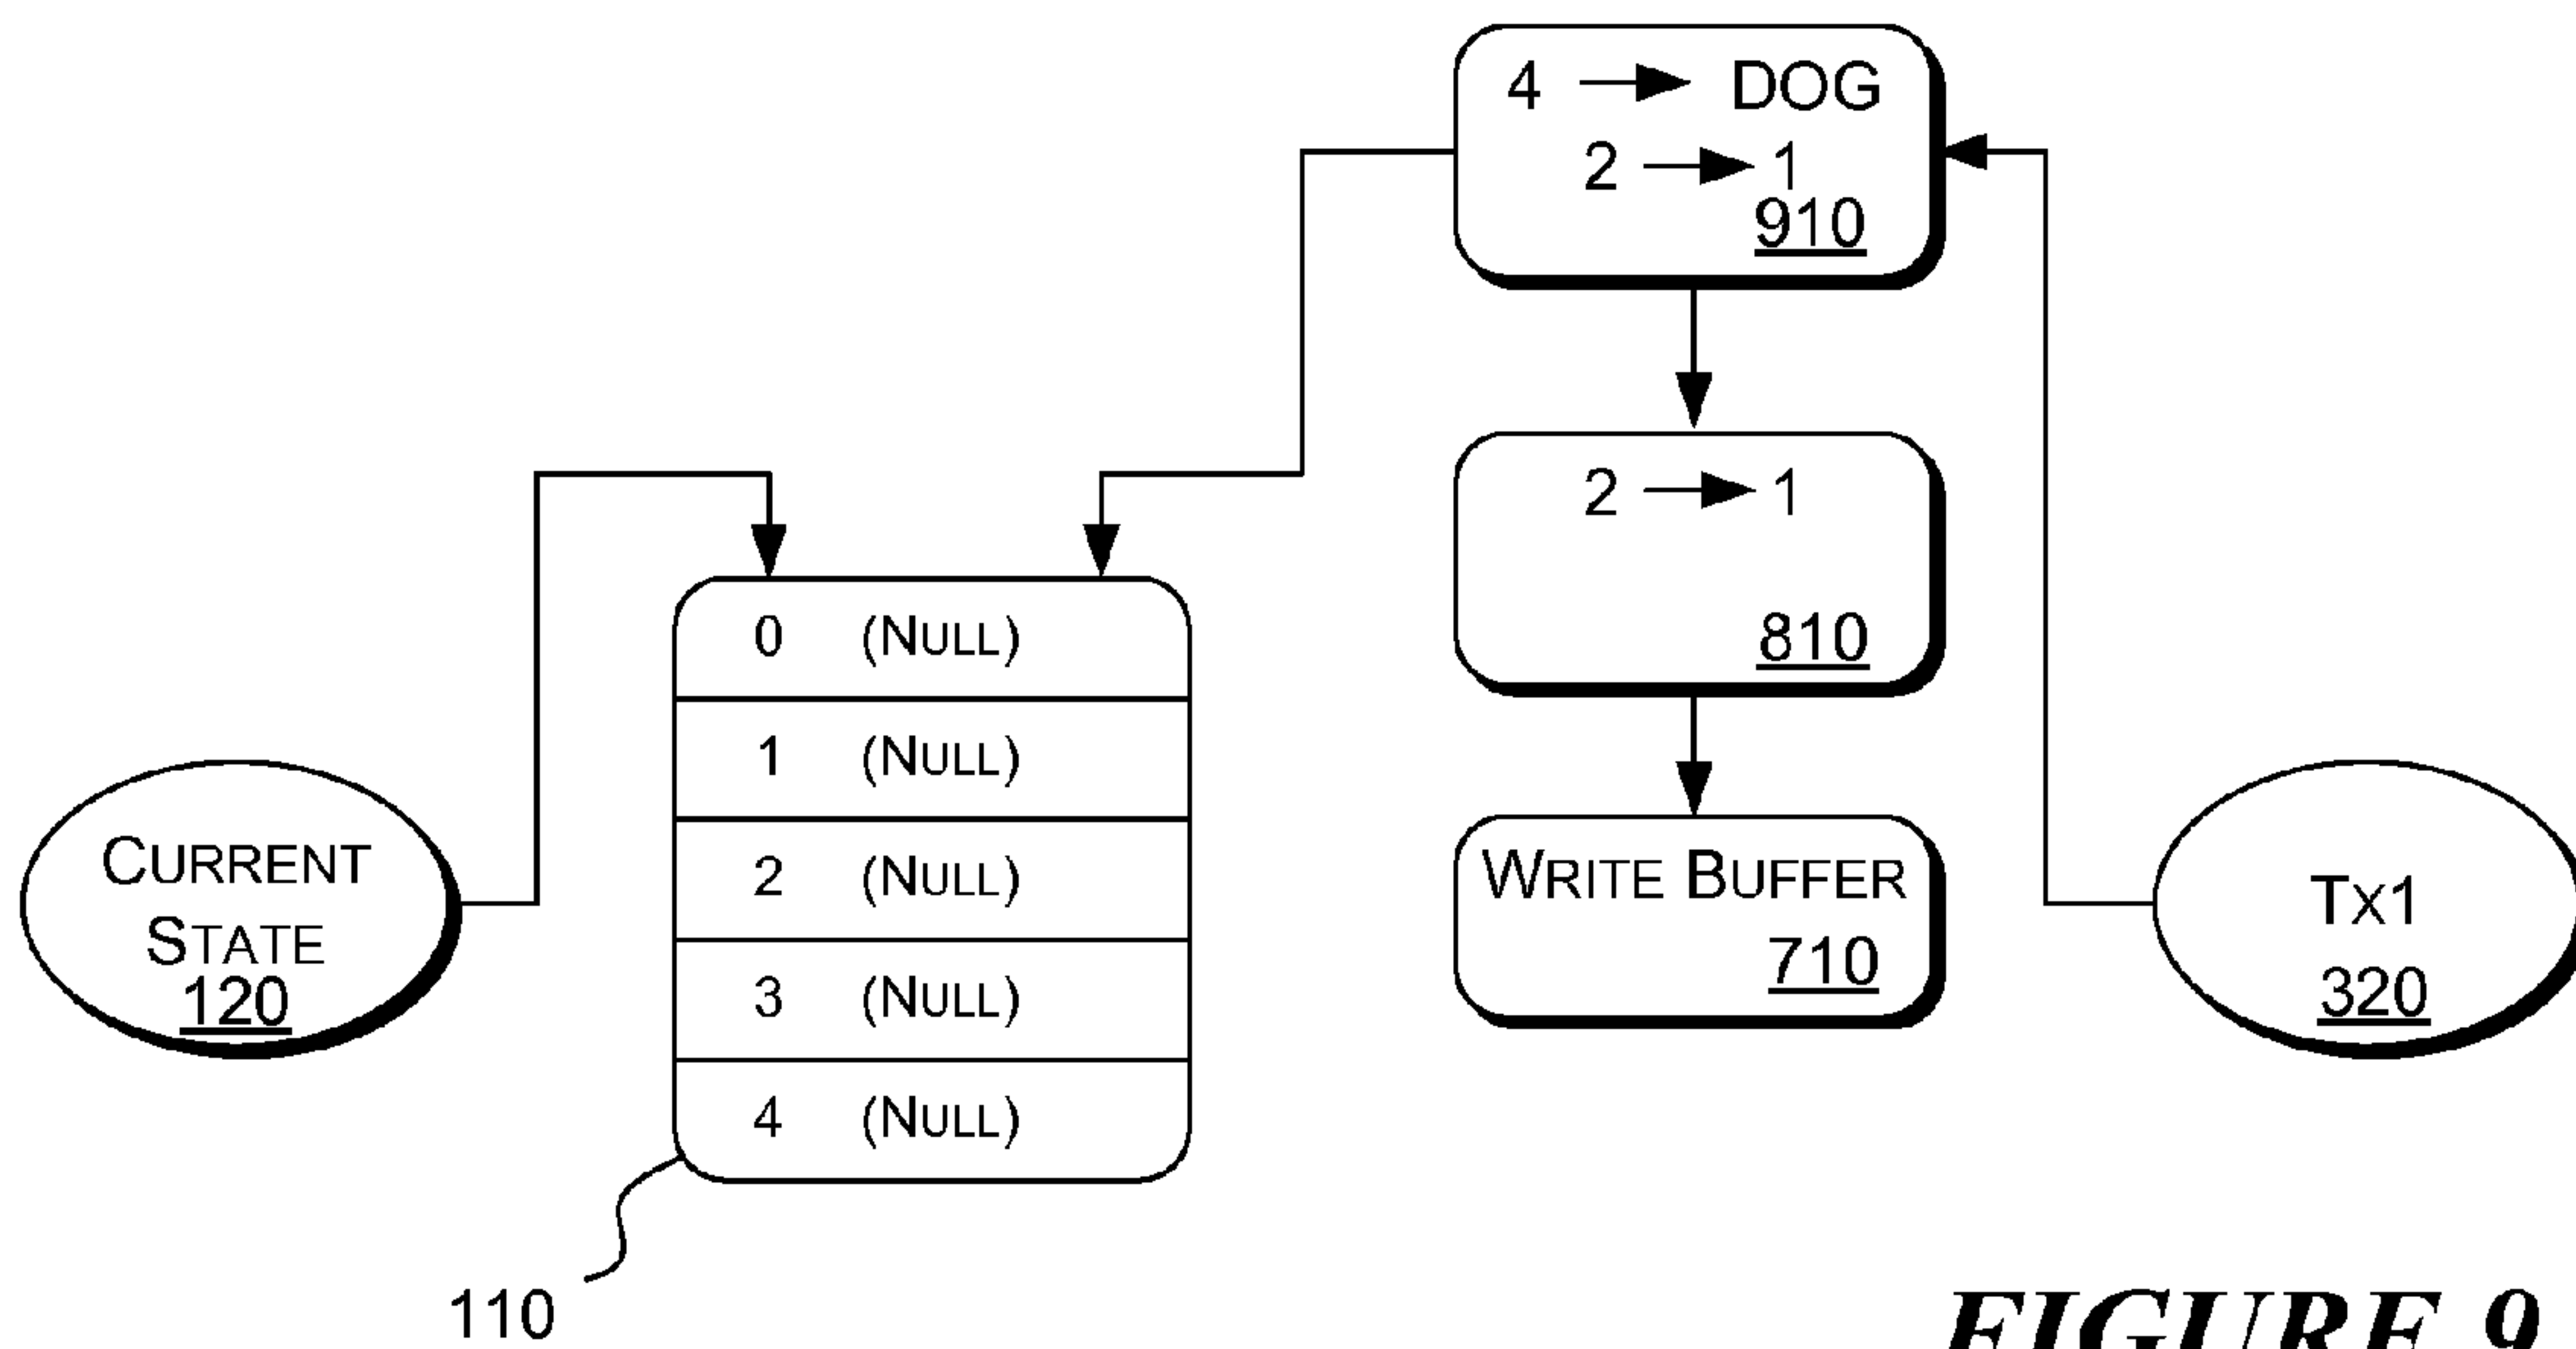 4 → DOG
2 → 1
910
2 → 1
810
0 (NULL)
1 (NULL)
2 (NULL)
3 (NULL)
4 (NULL)
110
CURRENT
STATE
120
WRITE BUFFER
710
TX1
320
FIGURE 9